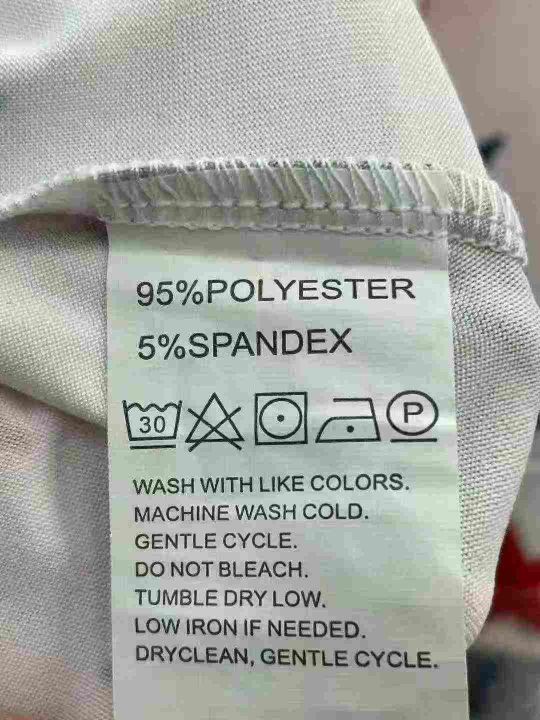 95%POLYESTER
5%SPANDEX
30 P
WASH WITH LIKE COLORS.
MACHINE WASH COLD.
GENTLE CYCLE.
DO NOT BLEACH.
TUMBLE DRY LOW.
LOW IRON IF NEEDED.
DRYCLEAN, GENTLE CYCLE.